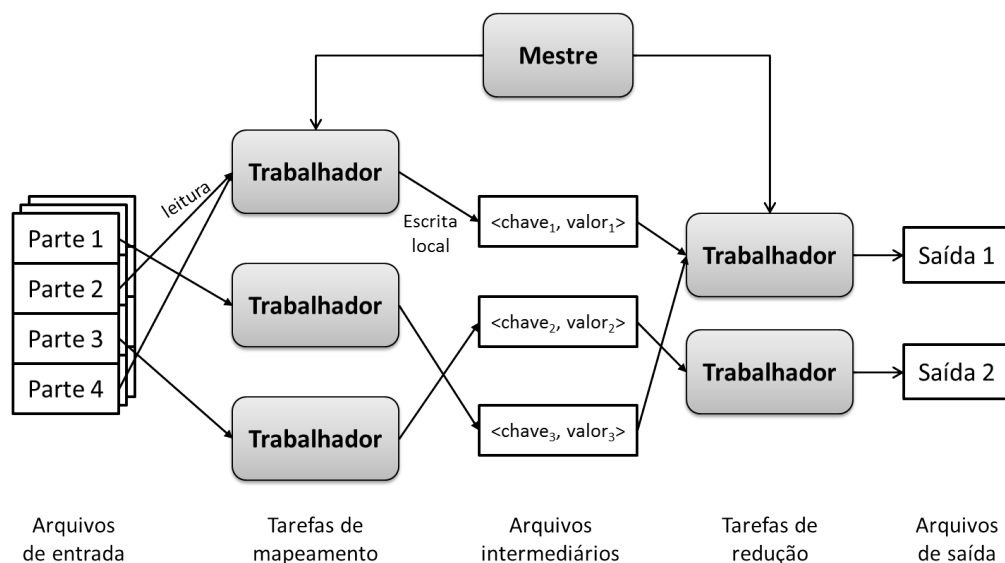 Mestre
Trabalhador
leitura
Parte 1
Parte 2
Parte 3
Parte 4
Escrita
local
<chave₁, valor₁>
Trabalhador
Saída 1
Trabalhador
<chave₂, valor₂>
Trabalhador
Saída 2
Trabalhador
<chave₃, valor₃>
Arquivos
de entrada
Tarefas de
mapeamento
Arquivos
intermediários
Tarefas de
redução
Arquivos
de saída